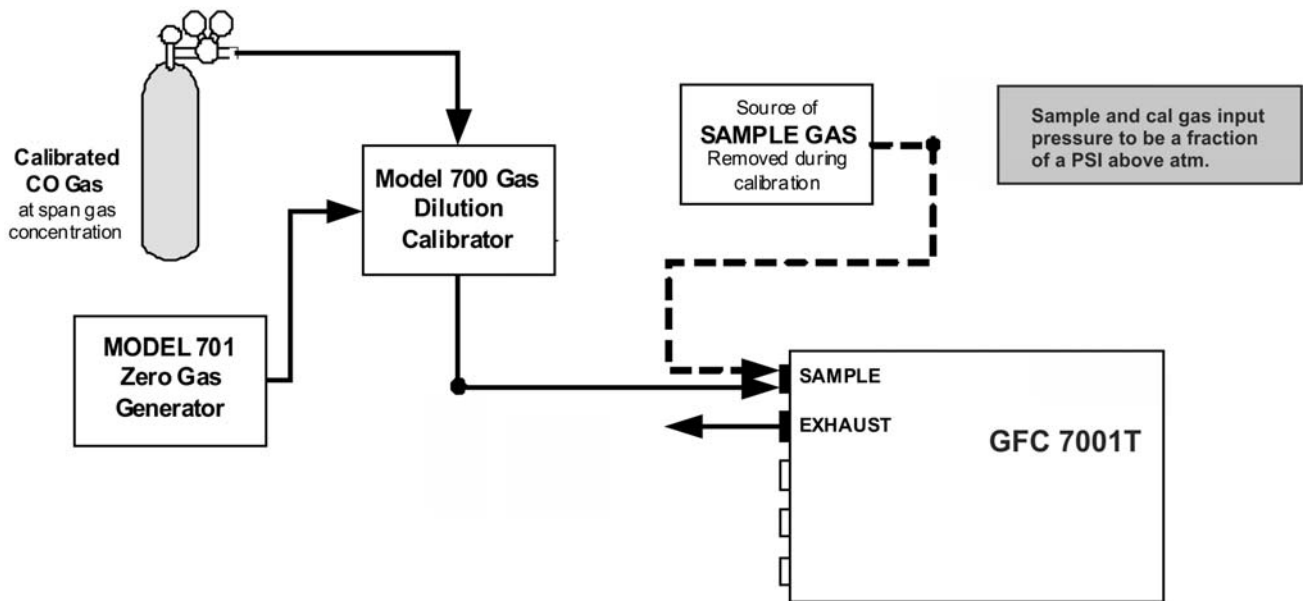 Calibrated
CO Gas
at span gas
concentration
MODEL 701
Zero Gas
Generator
Model 700 Gas
Dilution
Calibrator
Source of
SAMPLE GAS
Removed during
calibration
Sample and cal gas input
pressure to be a fraction
of a PSI above atm.
SAMPLE
EXHAUST
GFC 7001T